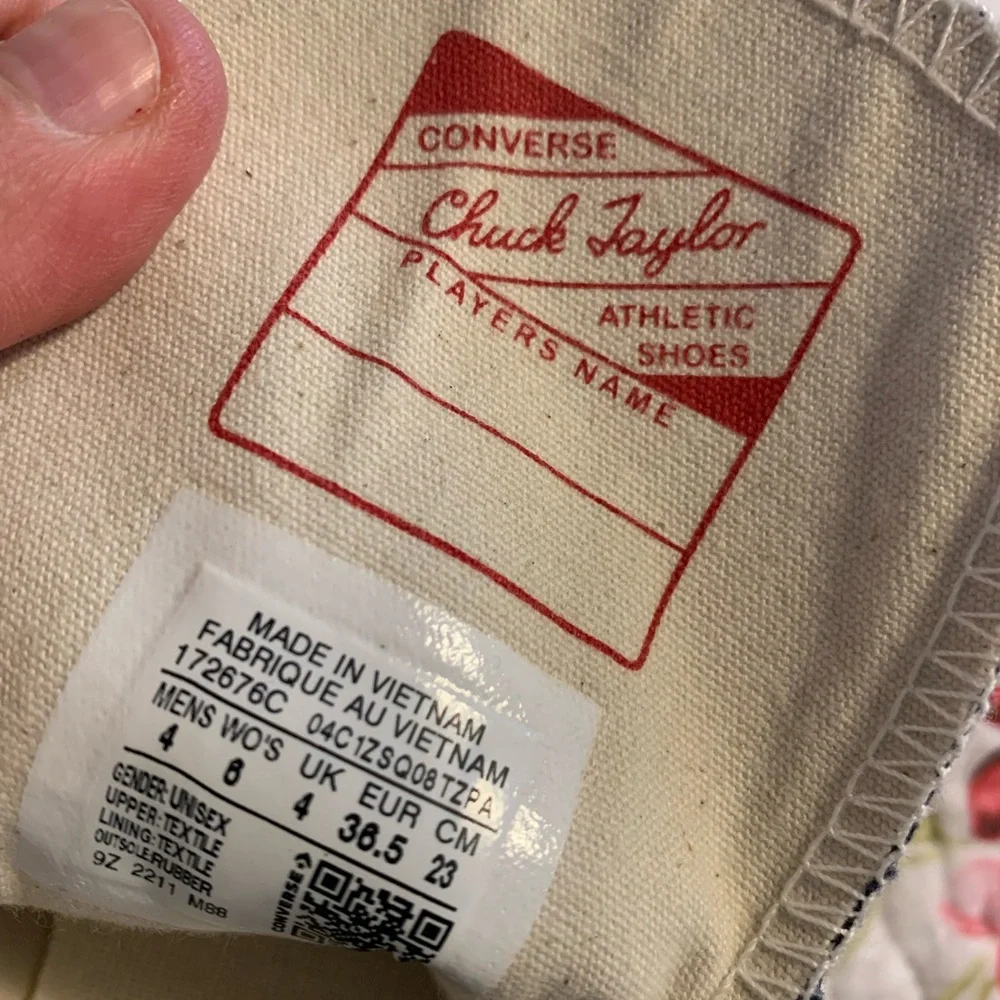 CONVERSE
Chuck Taylor
ATHLETIC
SHOES
PLAYERS NAME
MADE IN VIETNAM
FABRIQUE AU VIETNAM
172676C 04C1ZSQ08TZPA
MENS WO'S UK EUR CM
4 6 4 36.5 23
GENDER:UNISEX
UPPER:TEXTILE
LINING:TEXTILE
OUTSOLE:RUBBER
9Z 2211 M88
CONVERSE